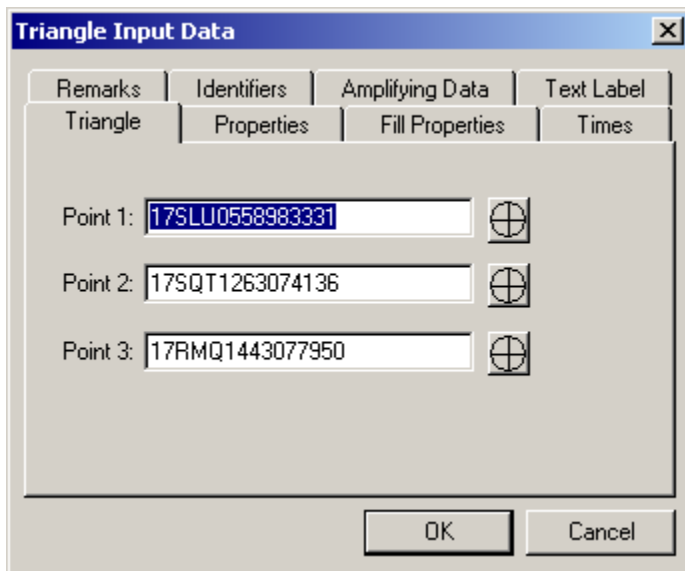 Triangle Input Data
Remarks Identifiers Amplifying Data Text Label
Triangle Properties Fill Properties Times
Point 1: 17SLU0558983331
Point 2: 17SQT1263074136
Point 3: 17RMQ1443077950
OK Cancel